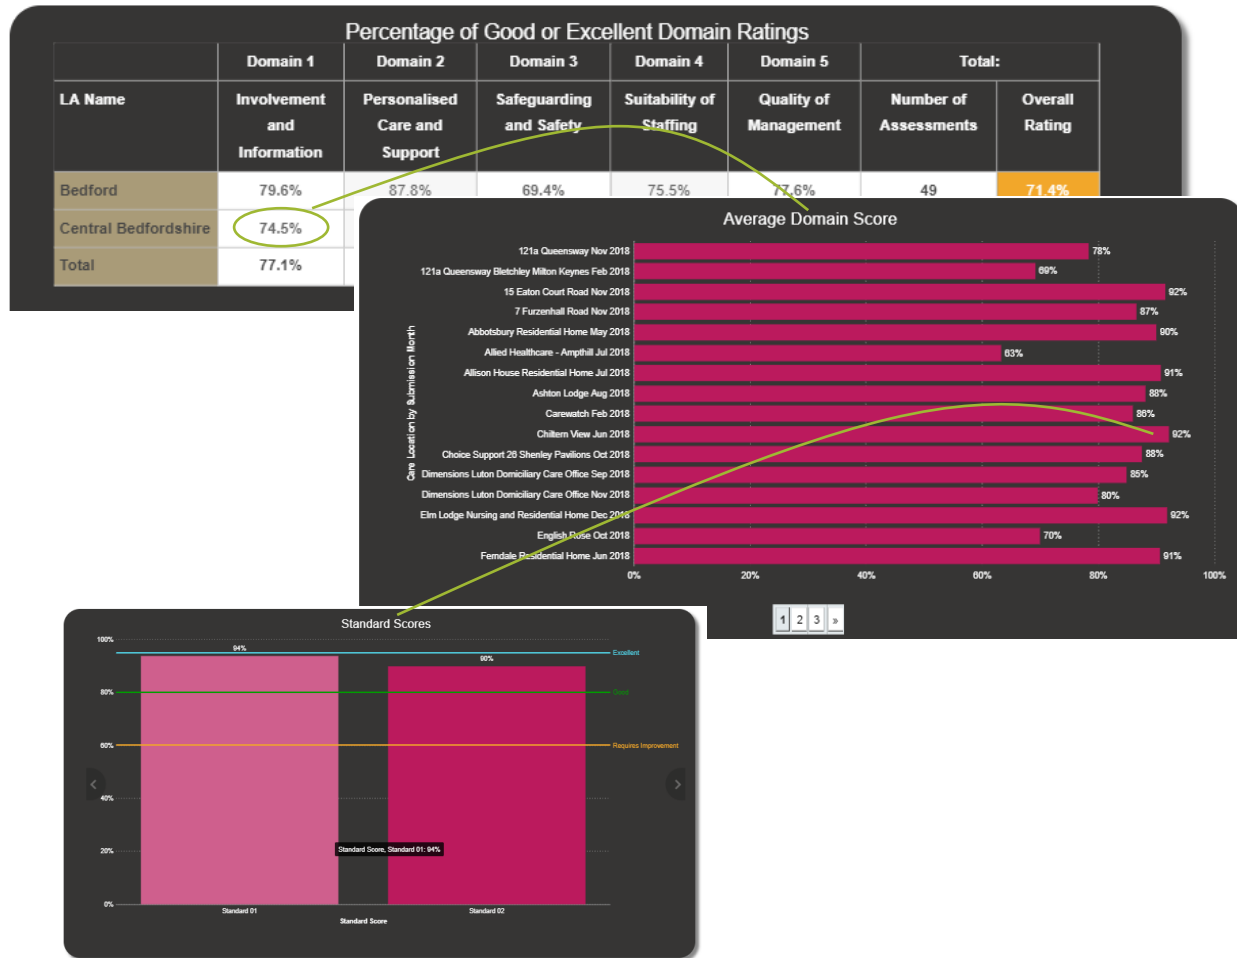 Percentage of Good or Excellent Domain Ratings
Domain 1 Domain 2 Domain 3 Domain 4 Domain 5 Total:
LA Name Involvement and Information Personalised Care and Support Safeguarding and Safety Suitability of Staffing Quality of Management Number of Assessments Overall Rating
Bedford 79.6% 87.8% 69.4% 75.5% 77.6% 49 71.4%
Central Bedfordshire 74.5%
Total 77.1%
Average Domain Score
Care Location by Submission Month
121a Queensway Nov 2018 78%
121a Queensway Bletchley Milton Keynes Feb 2018 69%
15 Eaton Court Road Nov 2018 92%
7 Furzenhall Road Nov 2018 87%
Abbotsbury Residential Home May 2018 90%
Allied Healthcare - Ampthill Jul 2018 63%
Allison House Residential Home Jul 2018 91%
Ashton Lodge Aug 2018 88%
Carewatch Feb 2018 86%
Chiltern View Jun 2018 92%
Choice Support 26 Shenley Pavilions Oct 2018 88%
Dimensions Luton Domiciliary Care Office Sep 2018 85%
Dimensions Luton Domiciliary Care Office Nov 2018 80%
Elm Lodge Nursing and Residential Home Dec 2018 92%
English Rose Oct 2018 70%
Ferndale Residential Home Jun 2018 91%
0% 20% 40% 60% 80% 100%
1 2 3 »
Standard Scores
100%
94% 90% Excellent
80% Good
60% Requires Improvement
40%
20%
Standard Score, Standard 01: 94%
0%
Standard 01 Standard 02
Standard Score